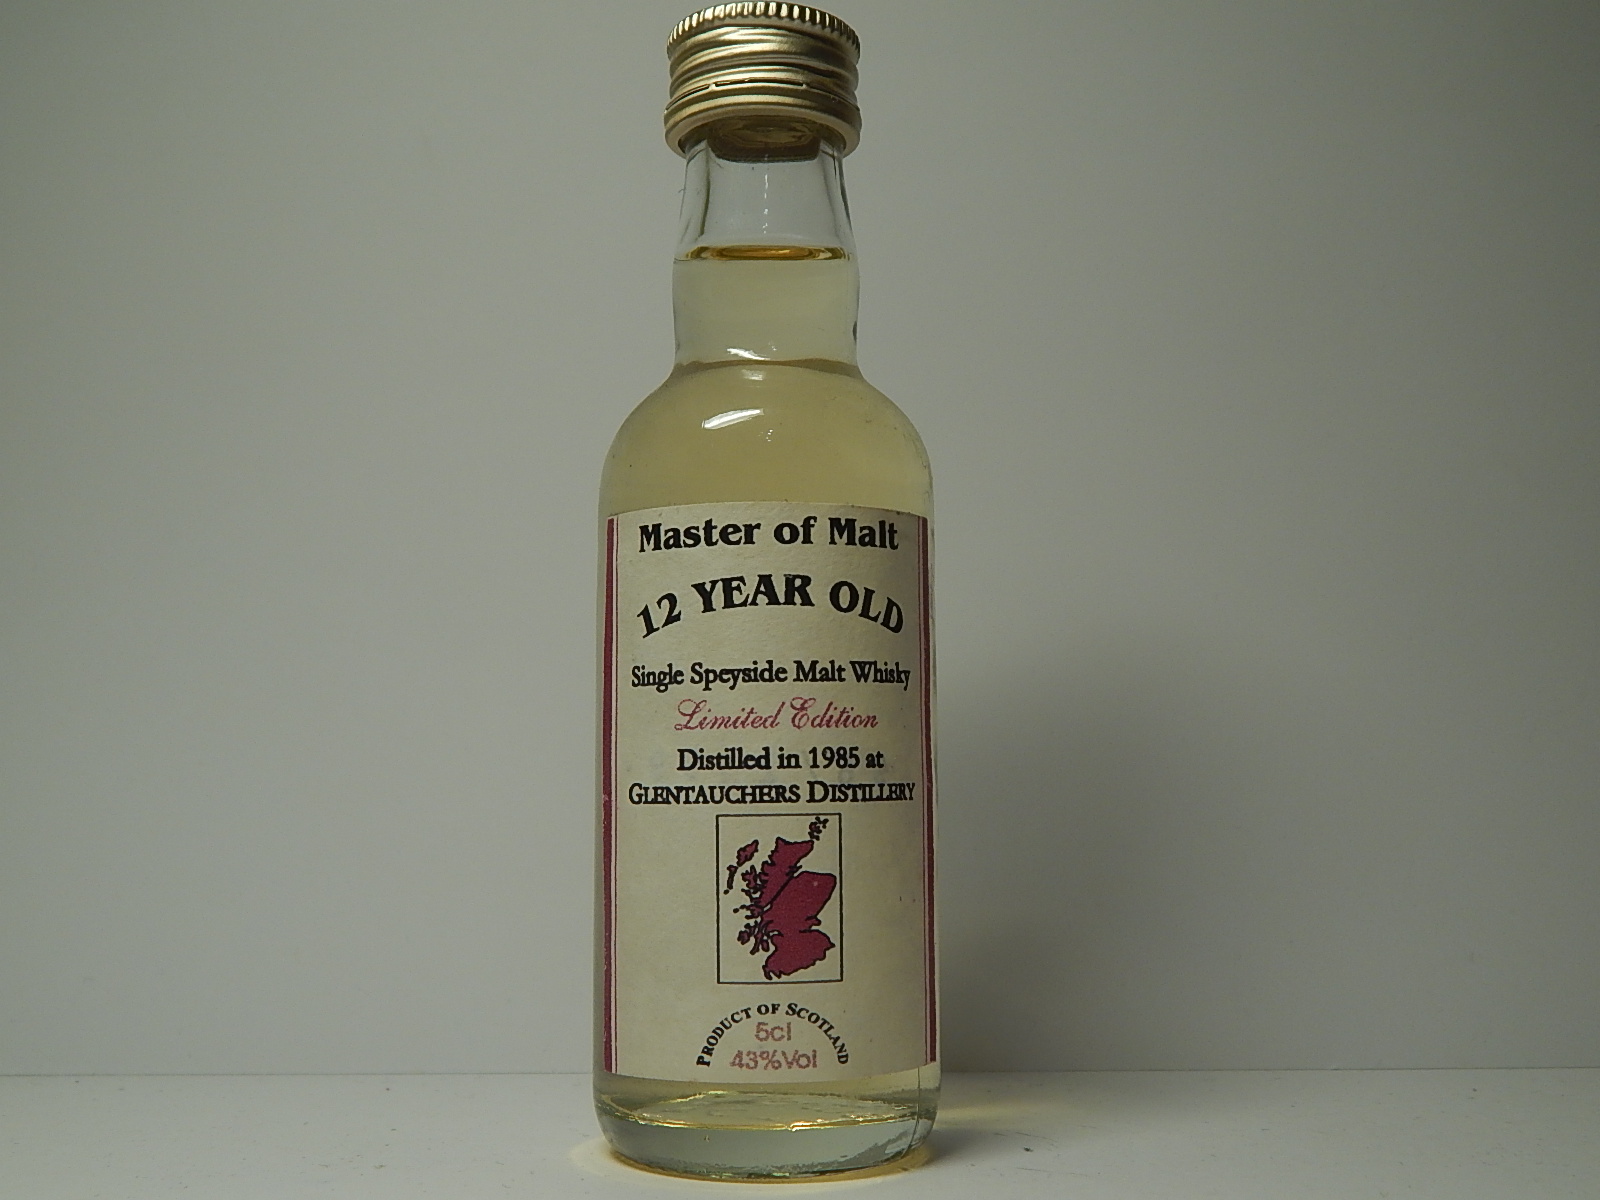 Master of Malt
12 YEAR OLD
Single Speyside Malt Whisky
Limited Edition
Distilled in 1985 at
GLENTAUCHERS DISTILLERY
PRODUCT OF SCOTLAND
5cl
43%Vol